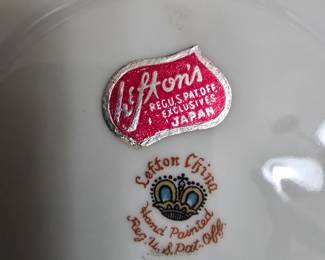 Lefton's
REG.U.S.PAT.OFF.
EXCLUSIVES
JAPAN
Lefton China
Hand Painted
Reg. U.S. Pat. Off.